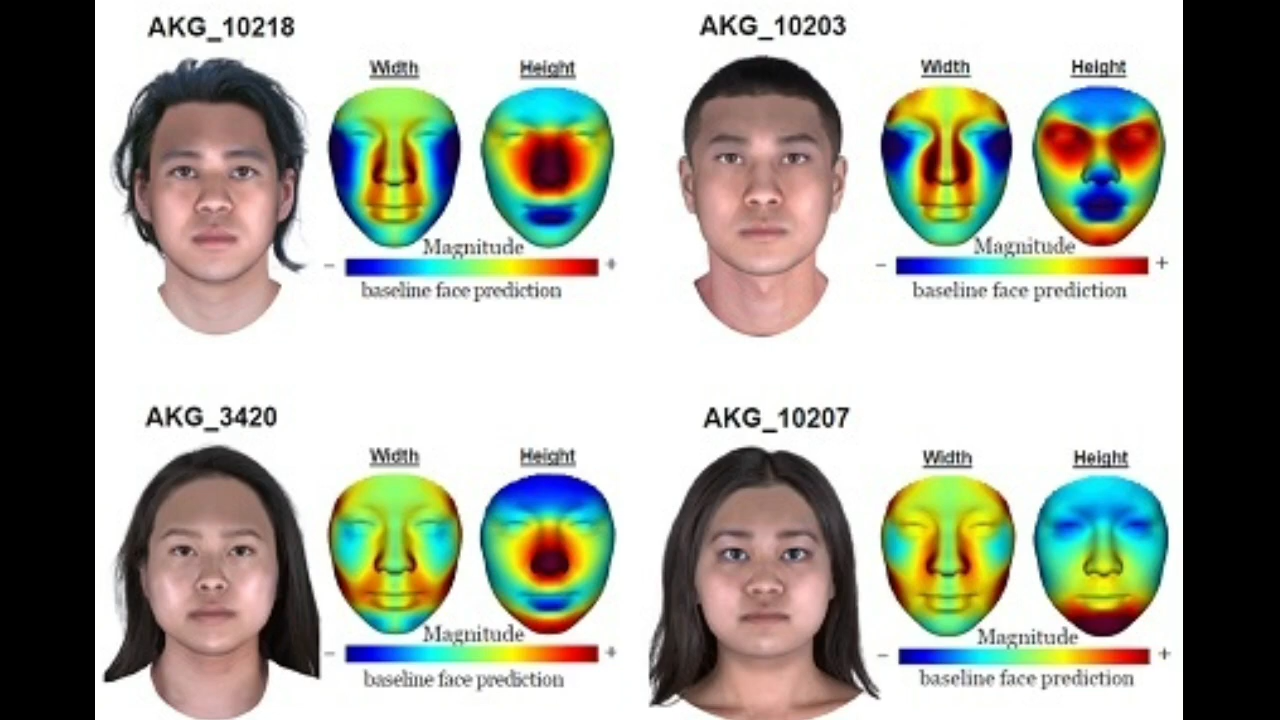 AKG_10218
Width Height
Magnitude
– +
baseline face prediction
AKG_10203
Width Height
Magnitude
– +
baseline face prediction
AKG_3420
Width Height
Magnitude
– +
baseline face prediction
AKG_10207
Width Height
Magnitude
– +
baseline face prediction